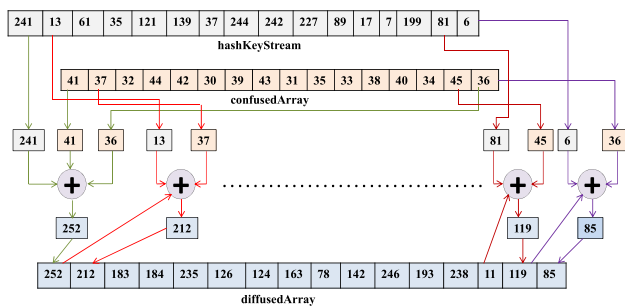 241 13 61 35 121 139 37 244 242 227 89 17 7 199 81 6
hashKeyStream
41 37 32 44 42 30 39 43 31 35 33 38 40 34 45 36
confusedArray
241 41 36 13 37 81 45 6 36
+ + + +
252 212 119 85
252 212 183 184 235 126 124 163 78 142 246 193 238 11 119 85
diffusedArray